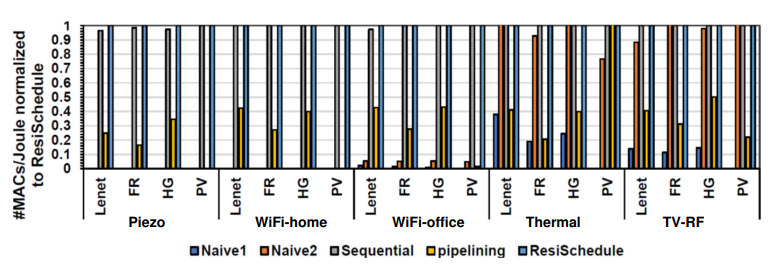 #MACs/Joule normalized
to ResiSchedule
1
0.9
0.8
0.7
0.6
0.5
0.4
0.3
0.2
0.1
0
Lenet FR HG PV Lenet FR HG PV Lenet FR HG PV Lenet FR HG PV Lenet FR HG PV
Piezo WiFi-home WiFi-office Thermal TV-RF
Naive1 Naive2 Sequential pipelining ResiSchedule